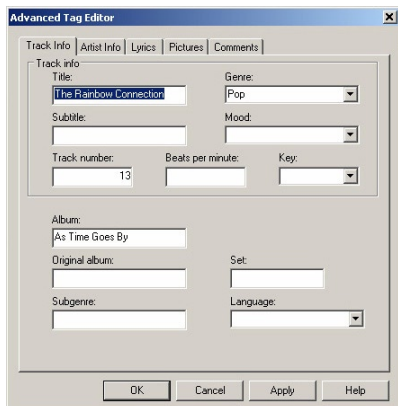 Advanced Tag Editor
Track Info Artist Info Lyrics Pictures Comments
Track info
Title: Genre:
The Rainbow Connection Pop
Subtitle: Mood:
Track number: Beats per minute: Key:
13
Album:
As Time Goes By
Original album: Set:
Subgenre: Language:
OK Cancel Apply Help